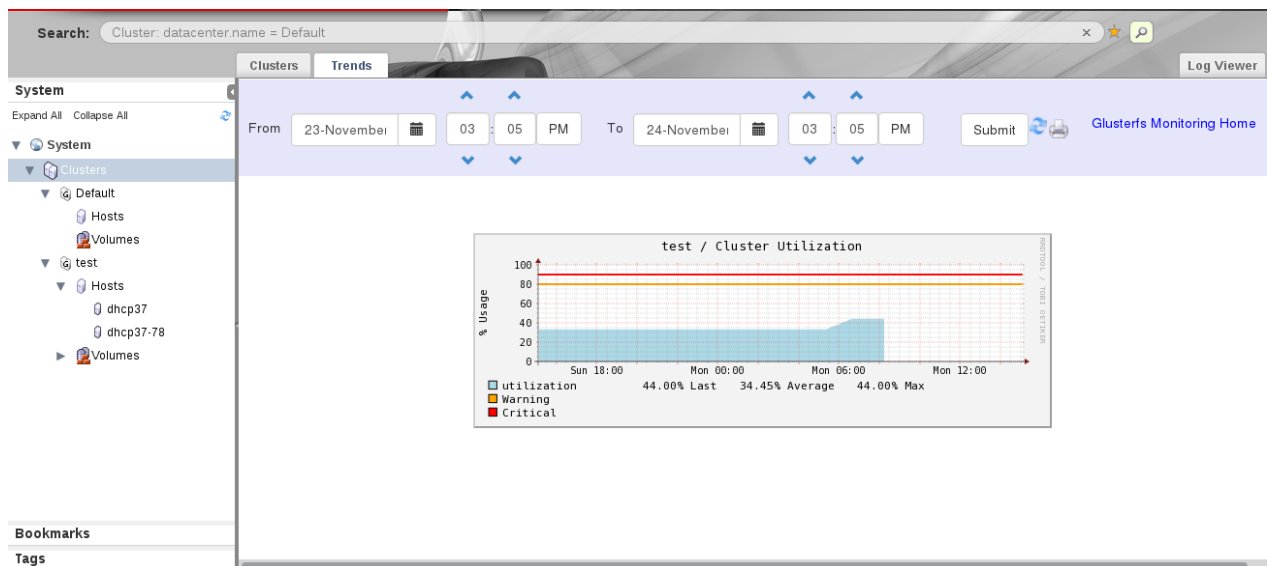 Search: Cluster: datacenter.name = Default
Clusters Trends Log Viewer
System
Expand All Collapse All
System
Clusters
Default
Hosts
Volumes
test
Hosts
dhcp37
dhcp37-78
Volumes
Bookmarks
Tags
From 23-November 03 : 05 PM To 24-November 03 : 05 PM Submit Glusterfs Monitoring Home
test / Cluster Utilization
RRDTOOL / TOBI OETIKER
% Usage
100
80
60
40
20
0
Sun 18:00 Mon 00:00 Mon 06:00 Mon 12:00
utilization 44.00% Last 34.45% Average 44.00% Max
Warning
Critical